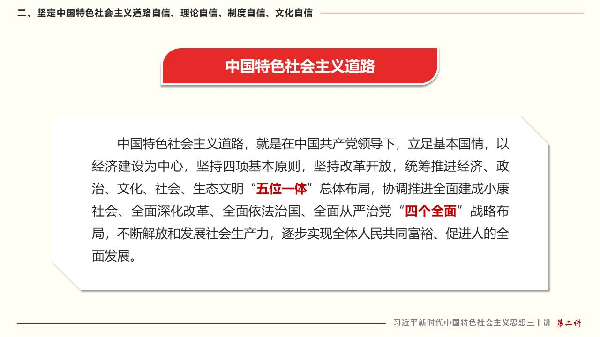 二、坚定中国特色社会主义道路自信、理论自信、制度自信、文化自信
中国特色社会主义道路
中国特色社会主义道路，就是在中国共产党领导下，立足基本国情，以
经济建设为中心，坚持四项基本原则，坚持改革开放，统筹推进经济、政
治、文化、社会、生态文明“五位一体”总体布局，协调推进全面建成小康
社会、全面深化改革、全面依法治国、全面从严治党“四个全面”战略布
局，不断解放和发展社会生产力，逐步实现全体人民共同富裕、促进人的全
面发展。
习近平新时代中国特色社会主义思想三十讲 第二讲